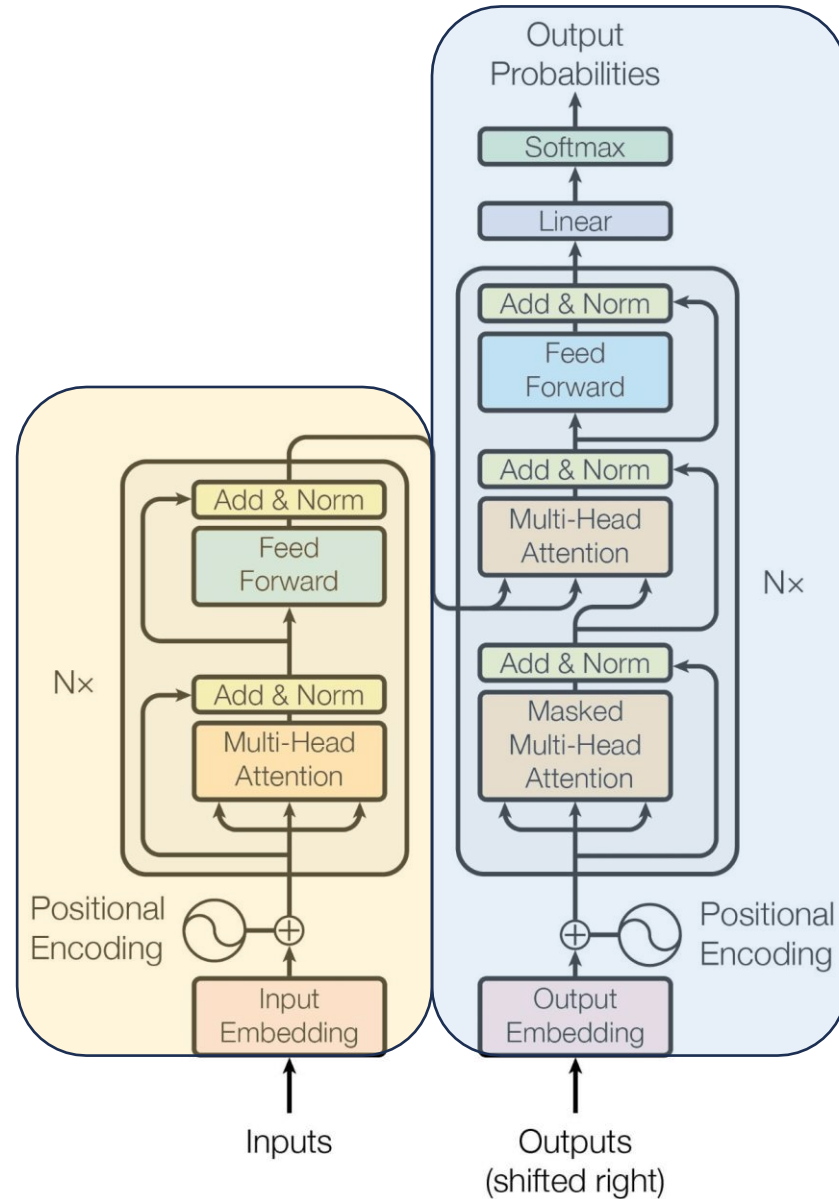 Output
Probabilities
Softmax
Linear
Add & Norm
Feed
Forward
Add & Norm
Multi-Head
Attention
Nx
Add & Norm
Masked
Multi-Head
Attention
Positional
Encoding
Output
Embedding
Outputs
(shifted right)
Add & Norm
Feed
Forward
Nx
Add & Norm
Multi-Head
Attention
Positional
Encoding
Input
Embedding
Inputs